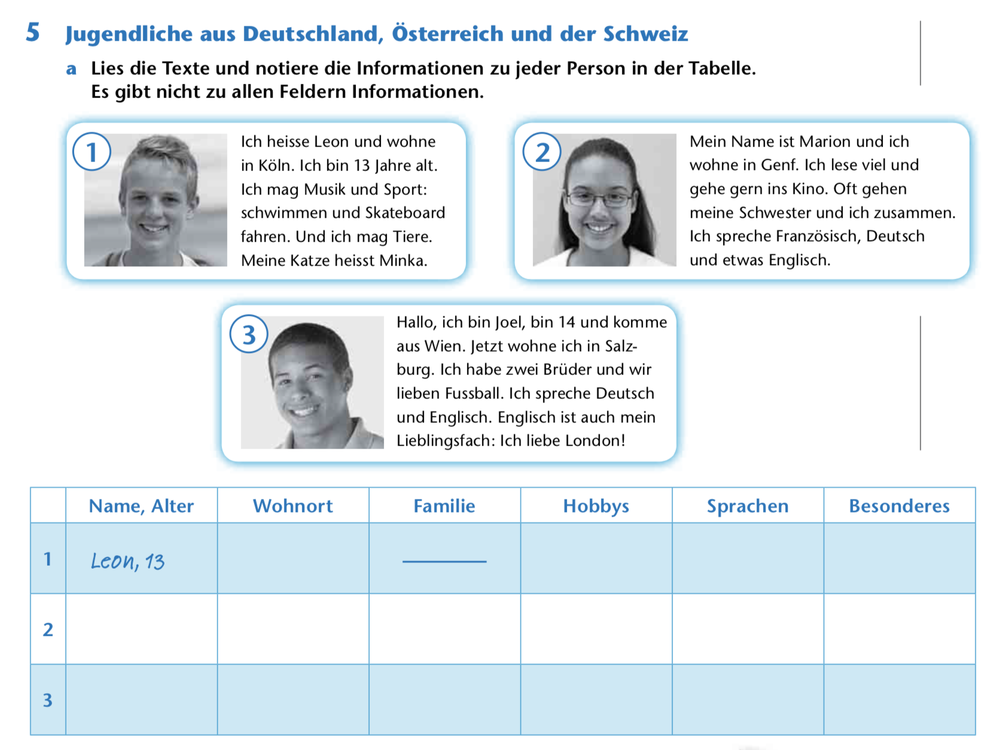 5 Jugendliche aus Deutschland, Österreich und der Schweiz
a Lies die Texte und notiere die Informationen zu jeder Person in der Tabelle.
Es gibt nicht zu allen Feldern Informationen.
1
Ich heisse Leon und wohne
in Köln. Ich bin 13 Jahre alt.
Ich mag Musik und Sport:
schwimmen und Skateboard
fahren. Und ich mag Tiere.
Meine Katze heisst Minka.
2
Mein Name ist Marion und ich
wohne in Genf. Ich lese viel und
gehe gern ins Kino. Oft gehen
meine Schwester und ich zusammen.
Ich spreche Französisch, Deutsch
und etwas Englisch.
3
Hallo, ich bin Joel, bin 14 und komme
aus Wien. Jetzt wohne ich in Salz-
burg. Ich habe zwei Brüder und wir
lieben Fussball. Ich spreche Deutsch
und Englisch. Englisch ist auch mein
Lieblingsfach: Ich liebe London!
Name, Alter Wohnort Familie Hobbys Sprachen Besonderes
1 Leon, 13
2
3